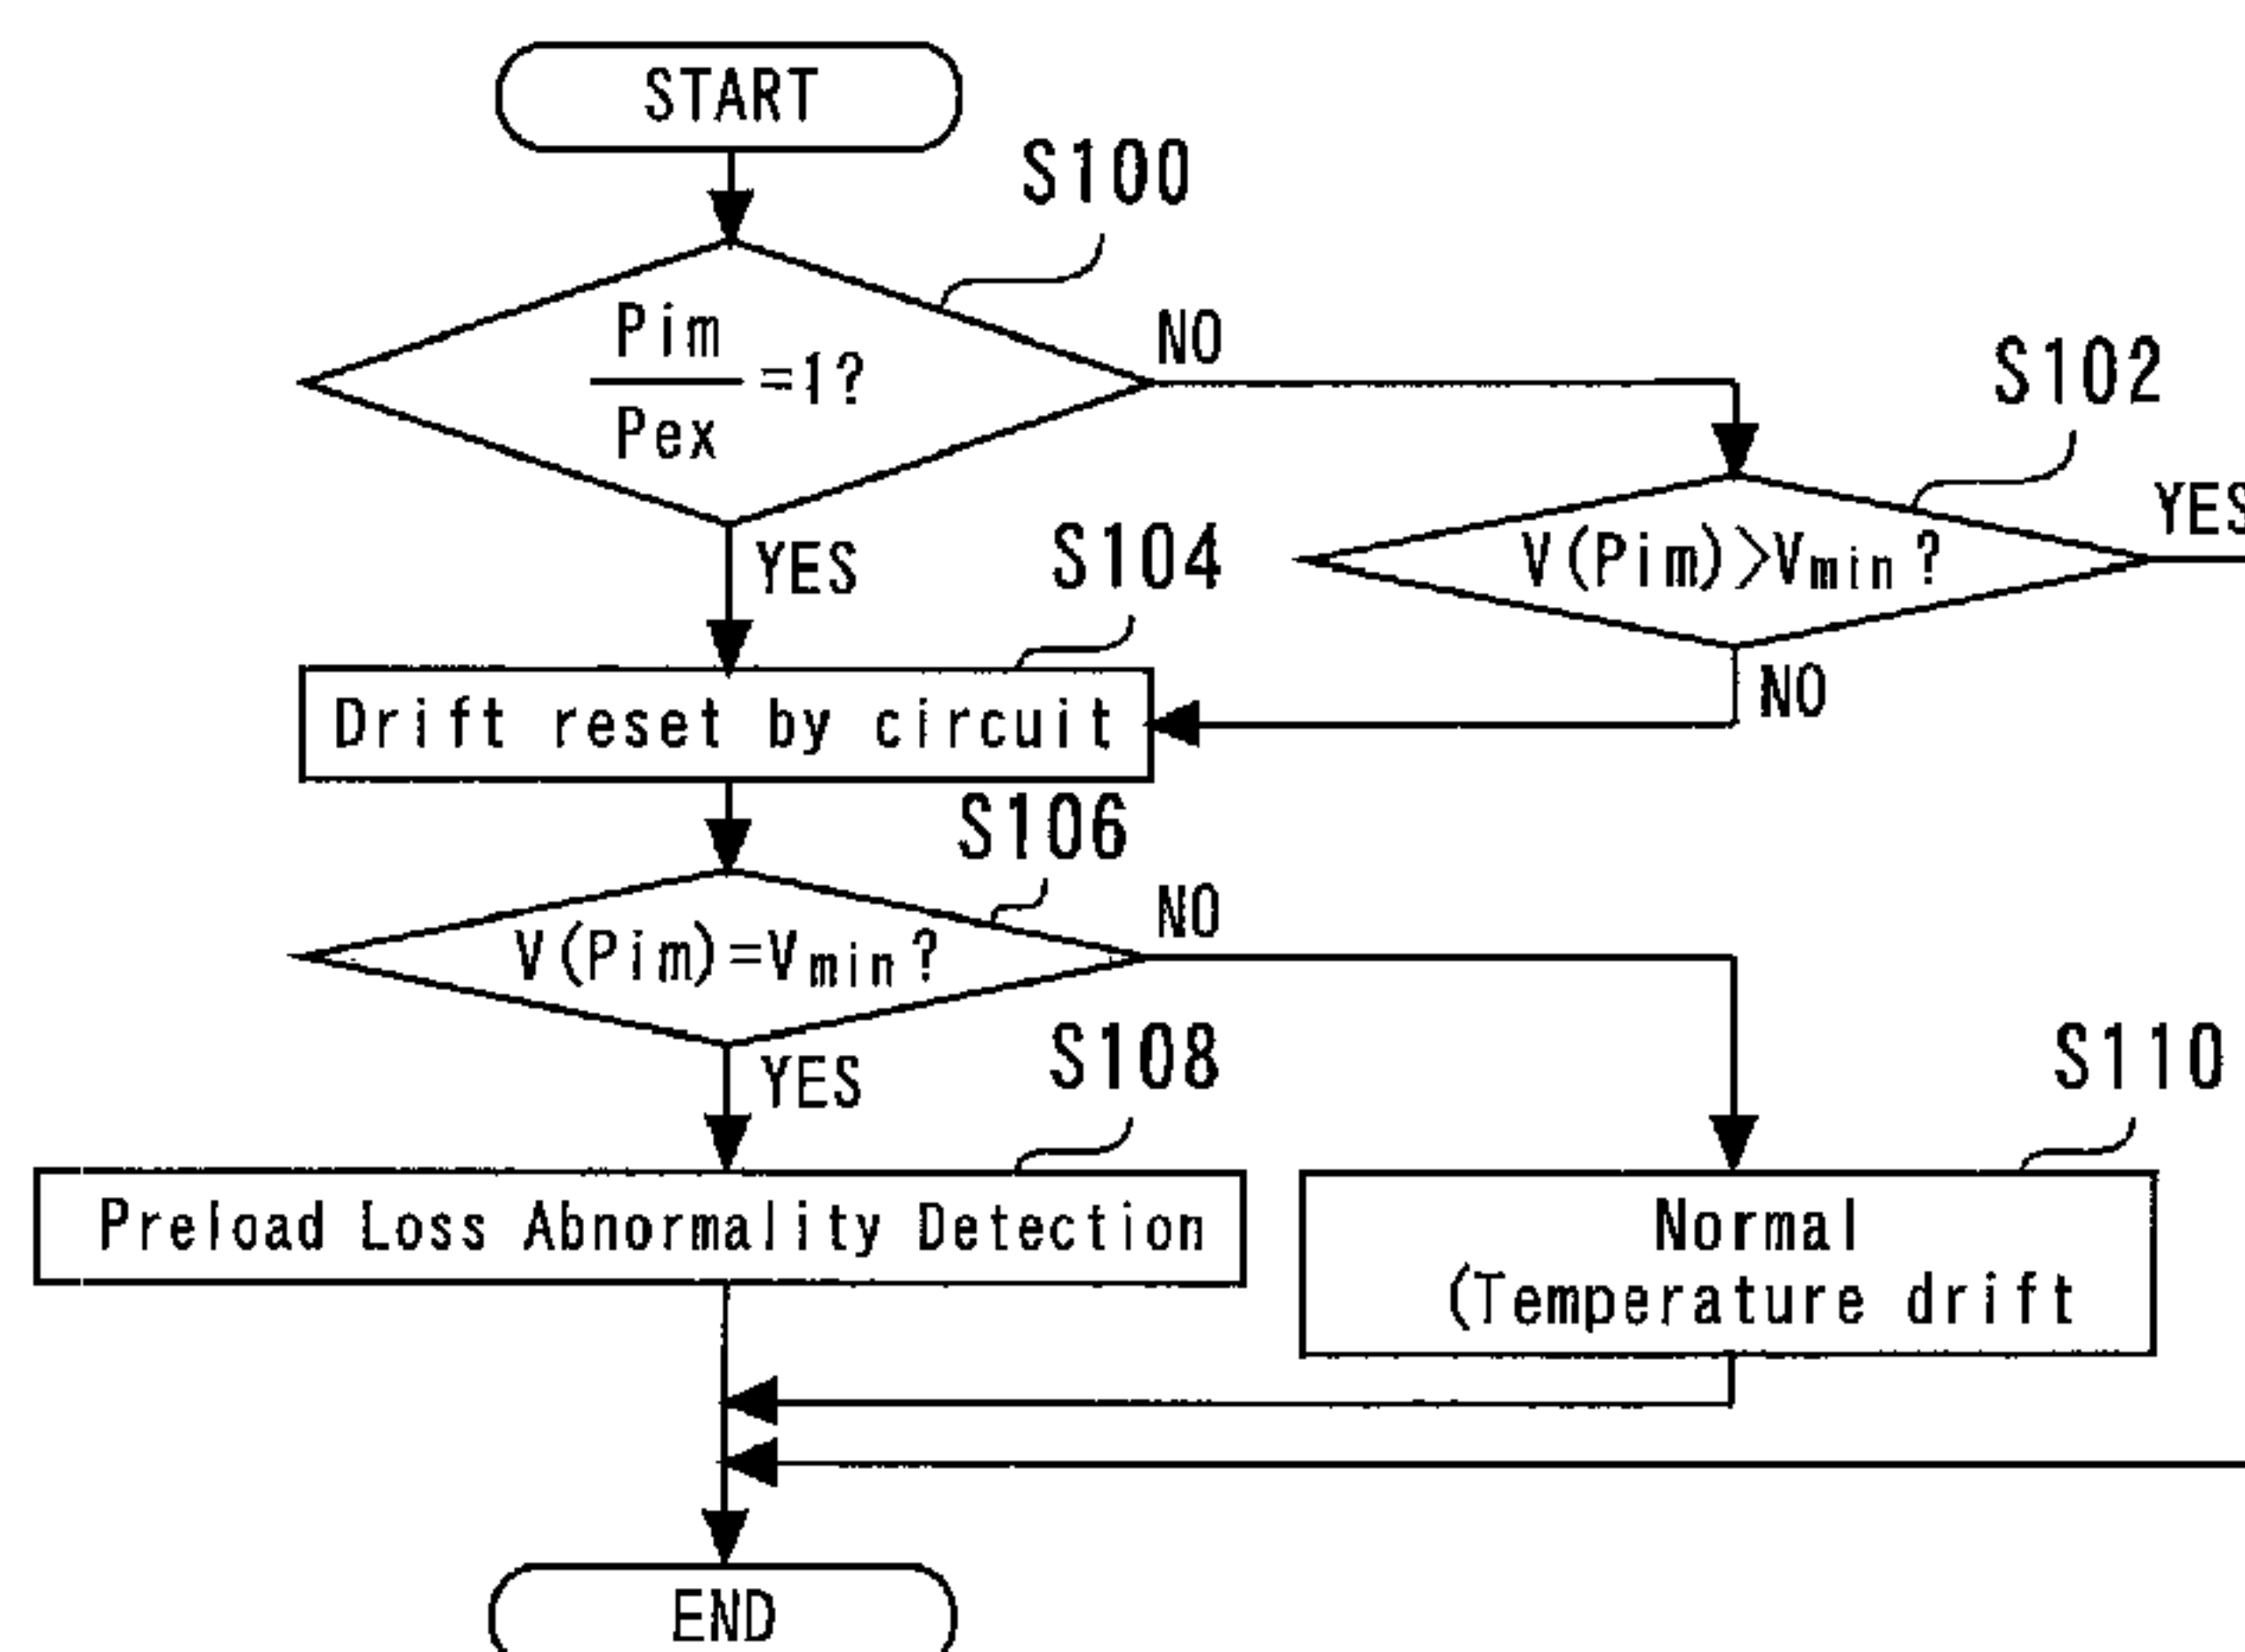 START
S100
Pim
=1?
Pex
NO
S102
YES
V(Pim)>Vmin?
YES
S104
NO
Drift reset by circuit
S106
NO
V(Pim)=Vmin?
YES
S108
S110
Preload Loss Abnormality Detection
Normal
(Temperature drift
END